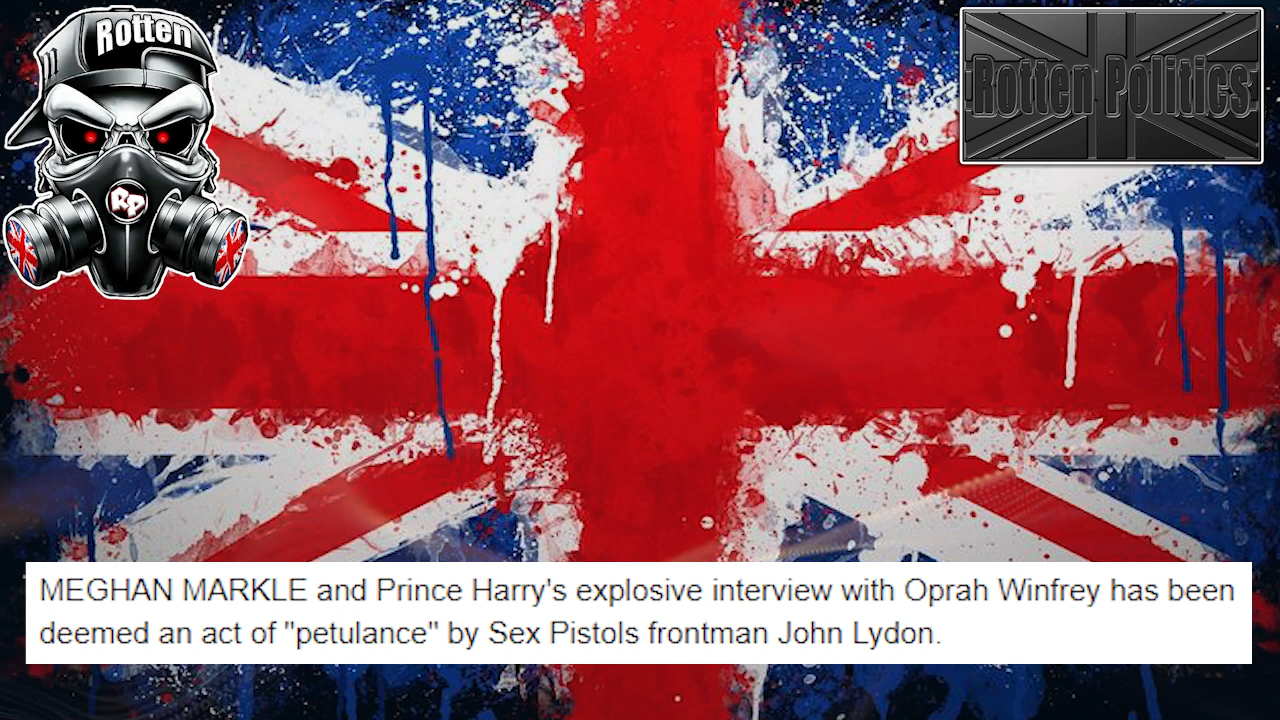 Rotten
RP
Rotten Politics
MEGHAN MARKLE and Prince Harry's explosive interview with Oprah Winfrey has been
deemed an act of "petulance" by Sex Pistols frontman John Lydon.